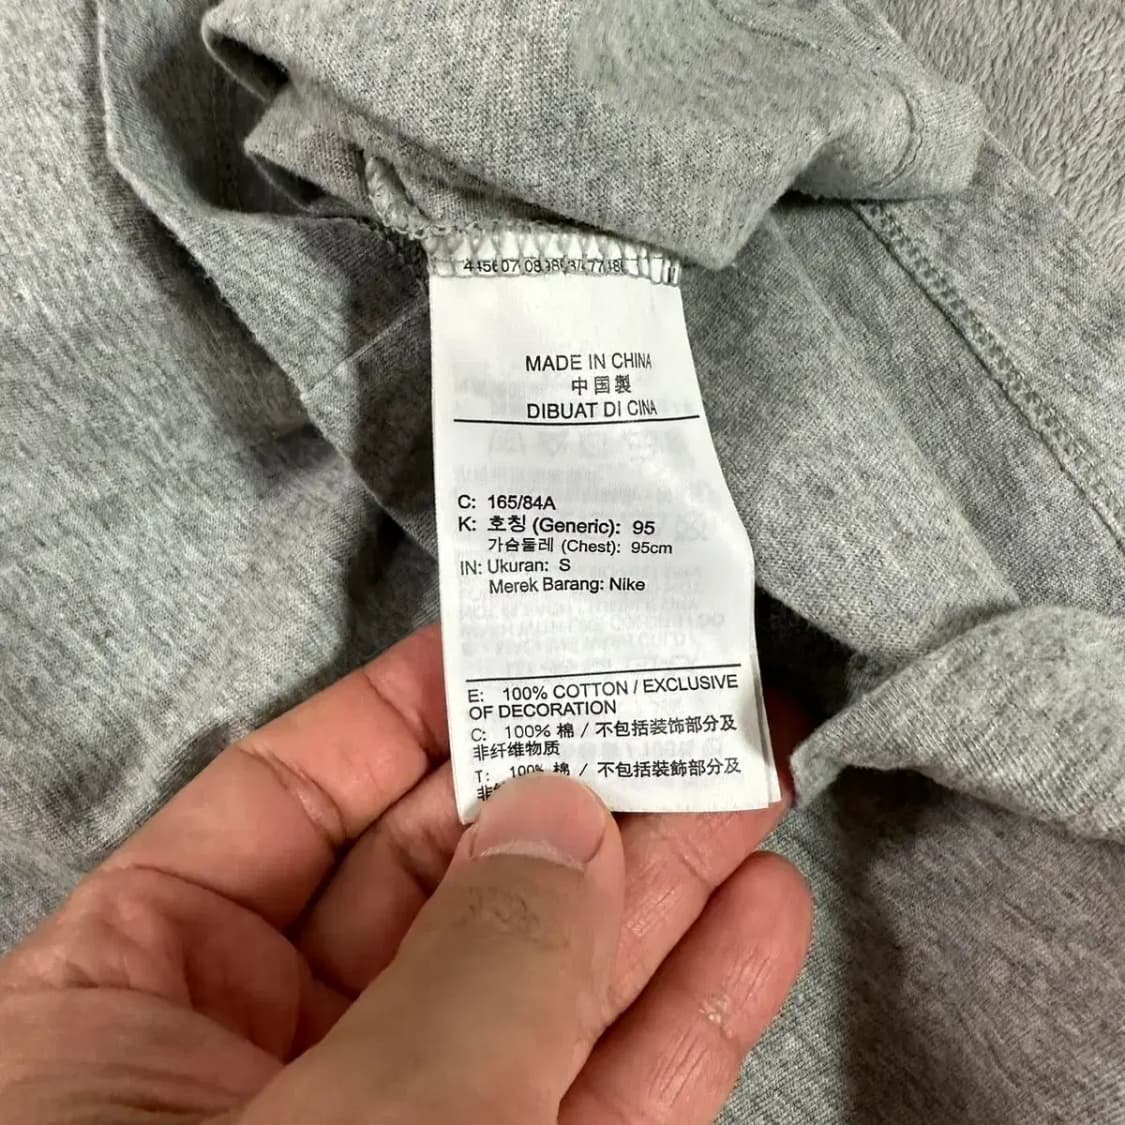 MADE IN CHINA
中国製
DIBUAT DI CINA
C: 165/84A
K: 호칭 (Generic): 95
가슴둘레 (Chest): 95cm
IN: Ukuran: S
Merek Barang: Nike
E: 100% COTTON / EXCLUSIVE
OF DECORATION
C: 100% 棉 / 不包括装饰部分及
非纤维物质
T: 100% 棉 / 不包括裝飾部分及
非